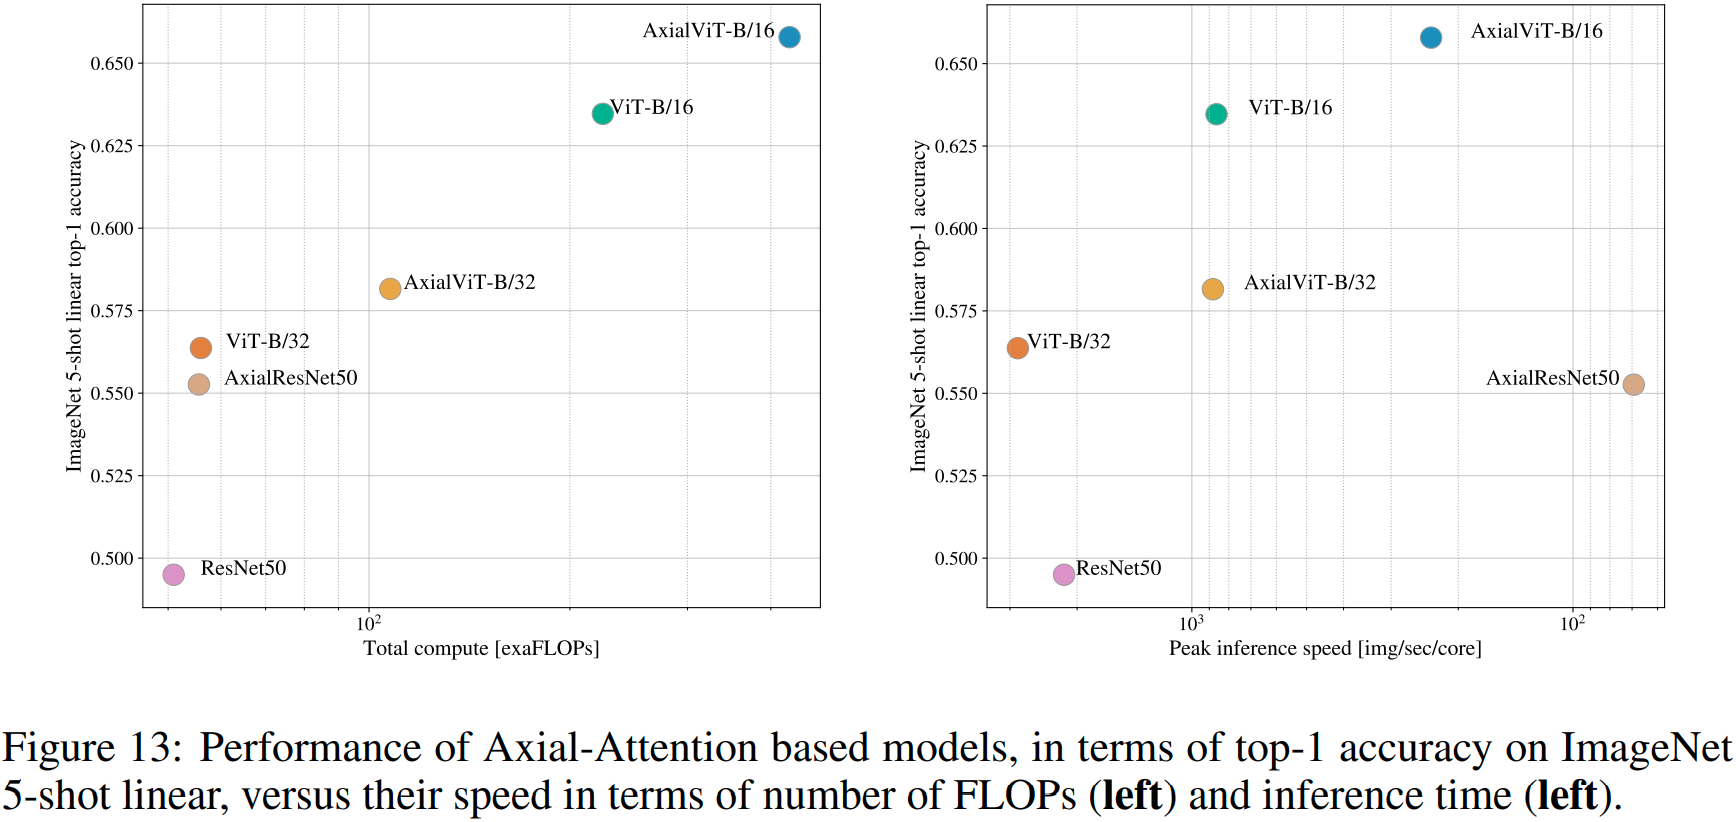 AxialViT-B/16
0.650
ViT-B/16
0.625
0.600
AxialViT-B/32
0.575
ViT-B/32
AxialResNet50
0.550
0.525
0.500
ResNet50
ImageNet 5-shot linear top-1 accuracy
10²
Total compute [exaFLOPs]
AxialViT-B/16
0.650
ViT-B/16
0.625
0.600
AxialViT-B/32
0.575
ViT-B/32
AxialResNet50
0.550
0.525
0.500
ResNet50
ImageNet 5-shot linear top-1 accuracy
10³ 10²
Peak inference speed [img/sec/core]
Figure 13: Performance of Axial-Attention based models, in terms of top-1 accuracy on ImageNet
5-shot linear, versus their speed in terms of number of FLOPs (left) and inference time (left).